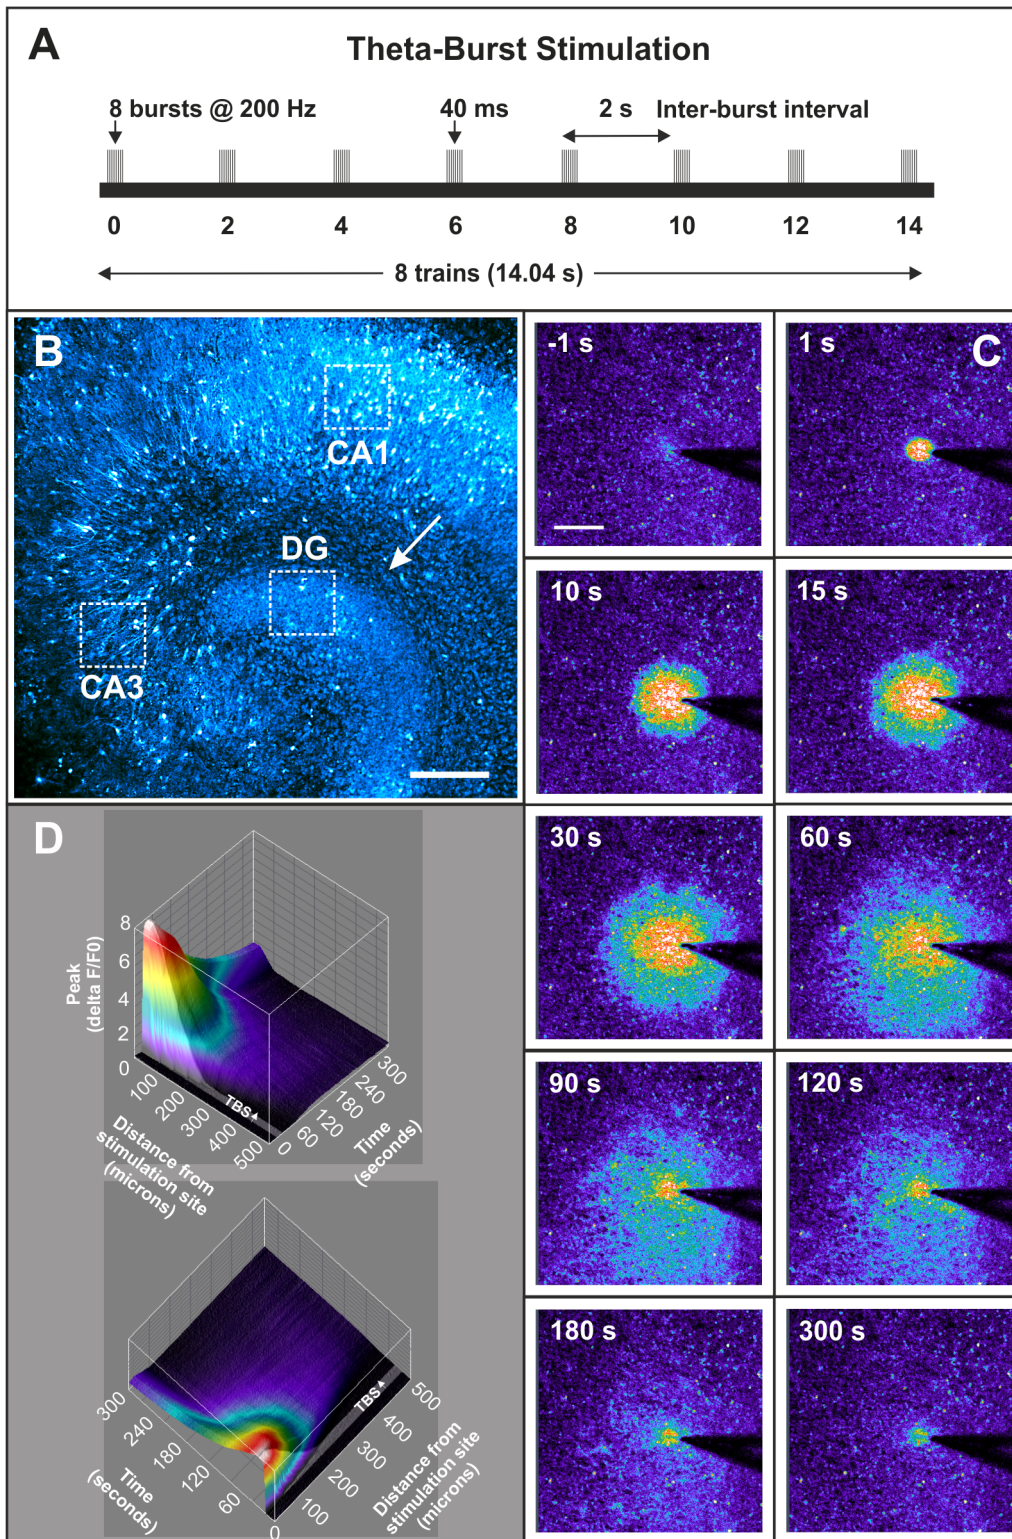 A
Theta-Burst Stimulation
8 bursts @ 200 Hz
40 ms
2 s
Inter-burst interval
0 2 4 6 8 10 12 14
8 trains (14.04 s)
B
CA1
DG
CA3
C
-1 s
1 s
10 s
15 s
30 s
60 s
90 s
120 s
180 s
300 s
D
8
6
4
2
0
Peak
(delta F/F0)
100
200
300
400
500
TBS
Distance from
stimulation site
(microns)
0
60
120
180
240
300
Time
(seconds)
300
240
180
120
60
0
Time
(seconds)
TBS
500
400
300
200
100
Distance from
stimulation site
(microns)